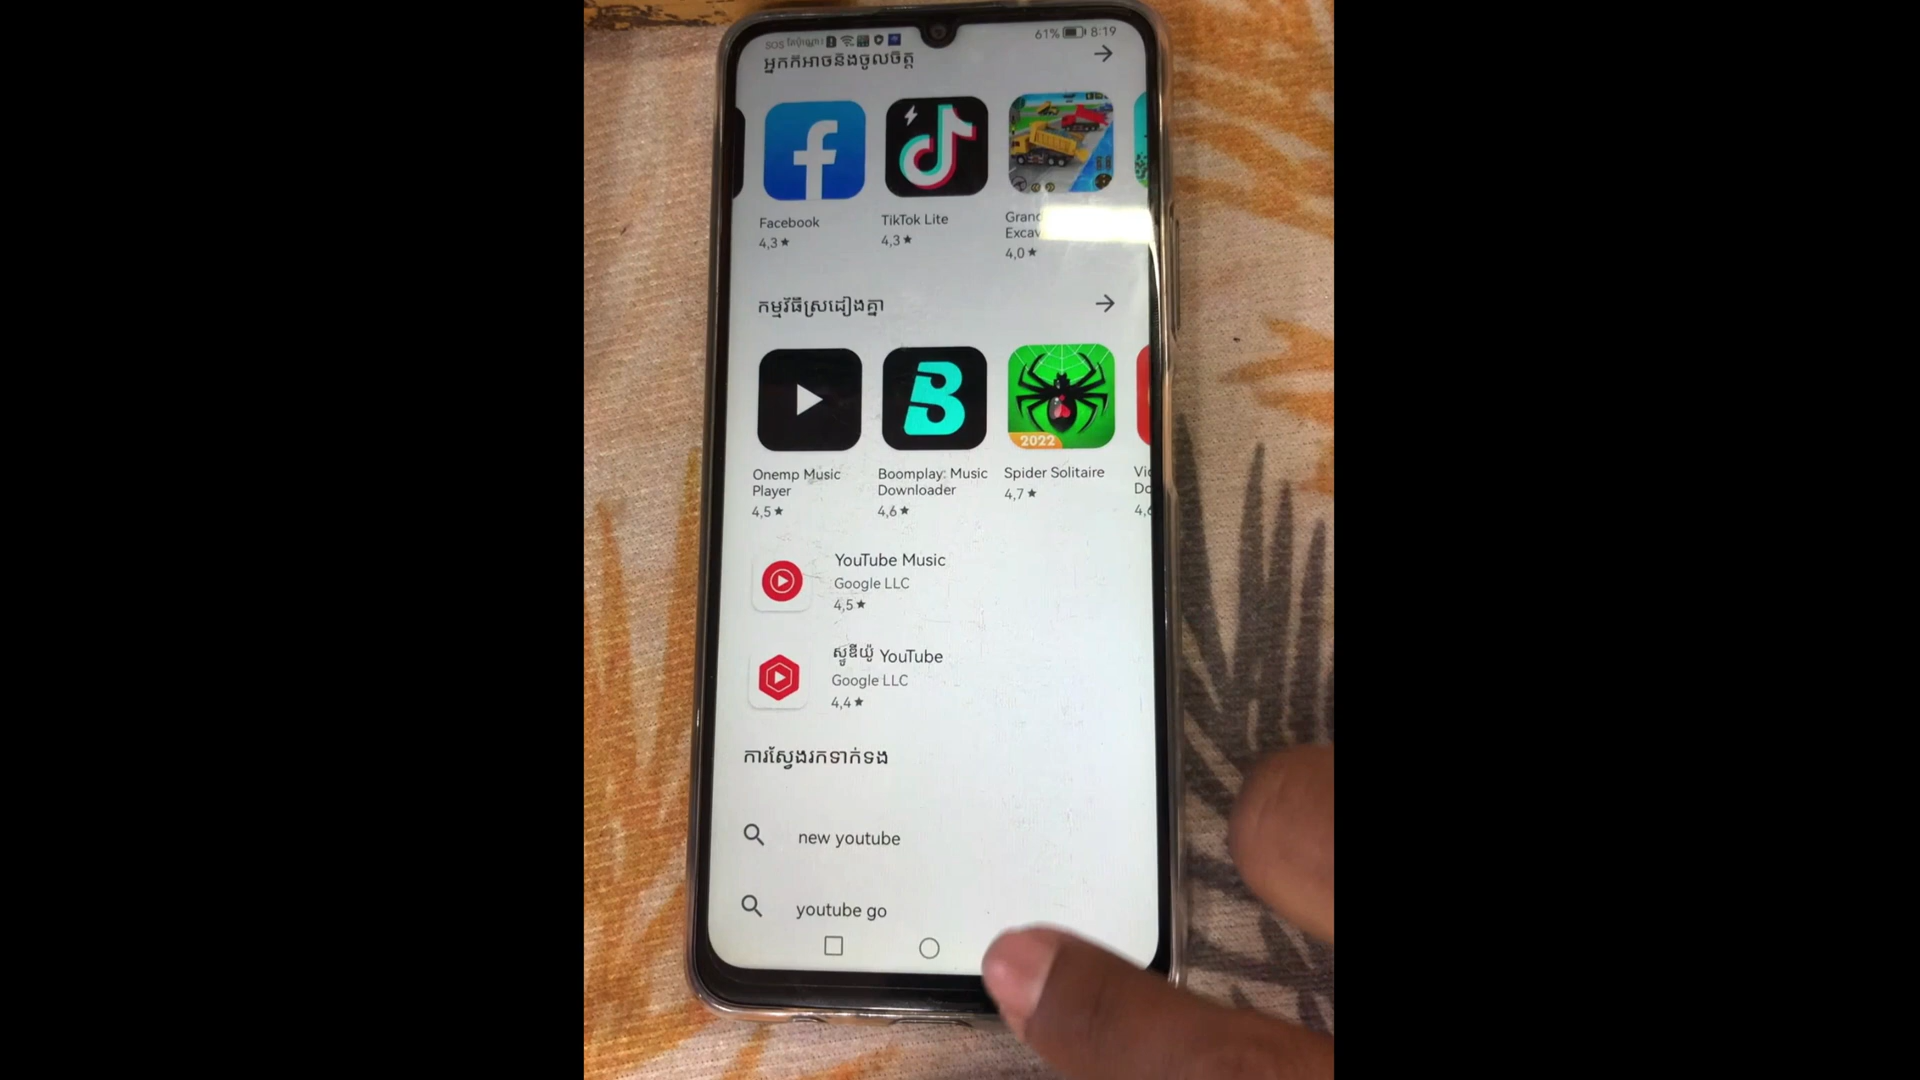 SOS តែប៉ុណ្ណោះ 61% 8:19
អ្នកក៏អាចនឹងចូលចិត្ត
Facebook
4,3★
TikTok Lite
4,3★
4,0★
កម្មវិធីស្រដៀងគ្នា
2022
Onemp Music
Player
4,5★
Boomplay: Music
Downloader
4,6★
Spider Solitaire
4,7★
YouTube Music
Google LLC
4,5★
ស្ទូឌីយ៉ូ YouTube
Google LLC
4,4★
ការស្វែងរកទាក់ទង
new youtube
youtube go